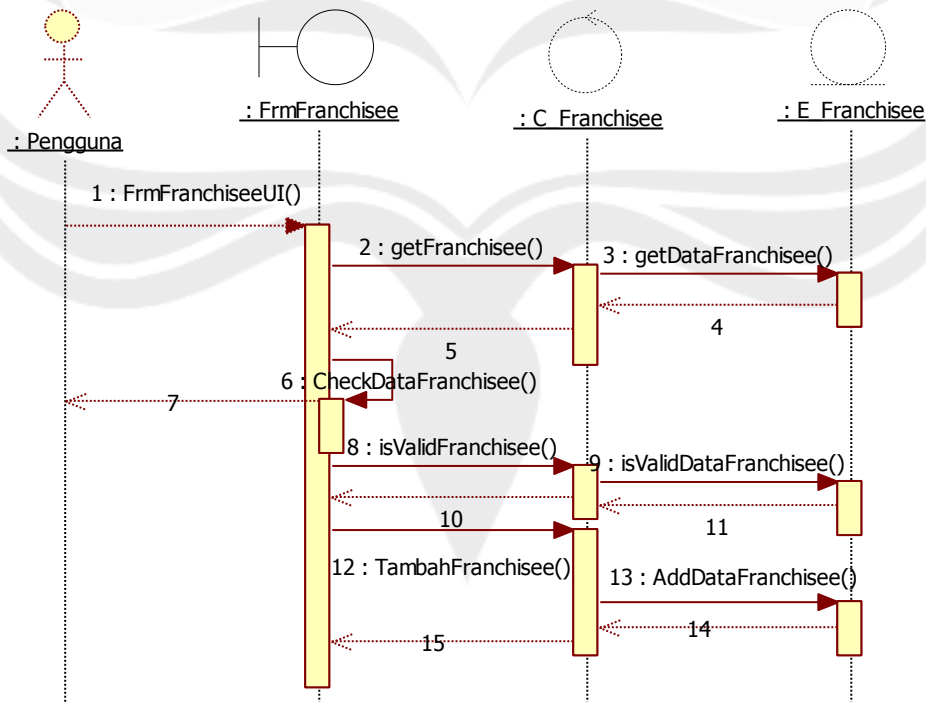 : FrmFranchisee
: C_Franchisee
: E_Franchisee
: Pengguna
1 : FrmFranchiseeUI()
2 : getFranchisee()
3 : getDataFranchisee()
4
5
6 : CheckDataFranchisee()
7
8 : isValidFranchisee()
9 : isValidDataFranchisee()
10
11
12 : TambahFranchisee()
13 : AddDataFranchisee()
14
15